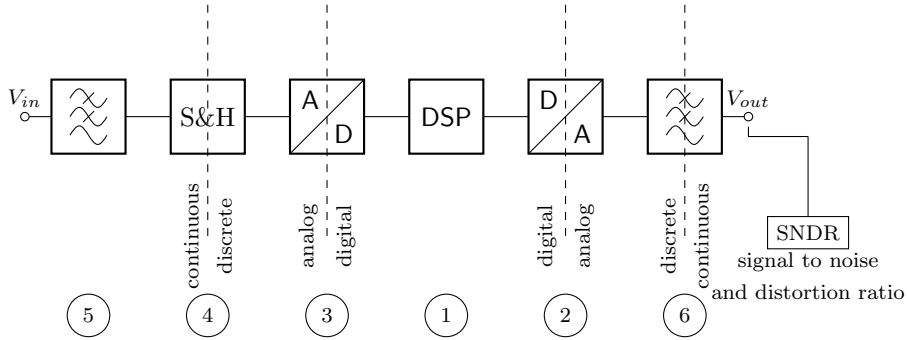 V_in
S&H
A
D
DSP
D
A
V_out
continuous
discrete
analog
digital
digital
analog
discrete
continuous
SNDR
signal to noise
and distortion ratio
5
4
3
1
2
6